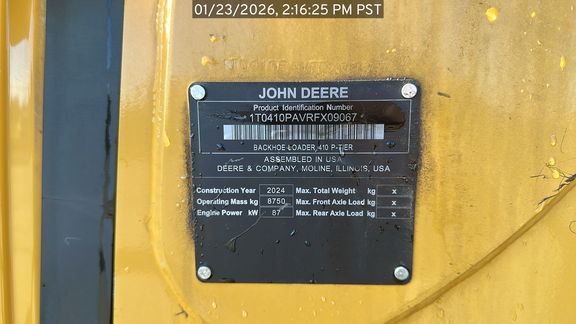 01/23/2026, 2:16:25 PM PST
JOHN DEERE
Product Identification Number
1T0410PAVRFX09067
BACKHOE LOADER, 410 P-TIER
ASSEMBLED IN USA
DEERE & COMPANY, MOLINE, ILLINOIS, USA
Construction Year 2024 Max. Total Weight kg x
Operating Mass kg 8750 Max. Front Axle Load kg x
Engine Power kW 87 Max. Rear Axle Load kg x